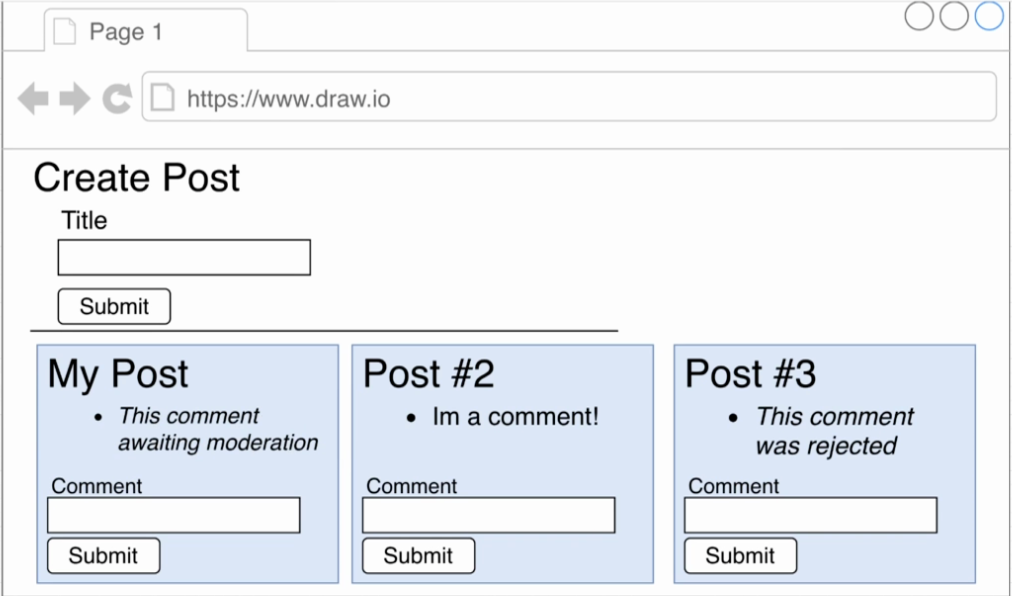 Page 1
https://www.draw.io
Create Post
Title
Submit
My Post
This comment
awaiting moderation
Comment
Submit
Post #2
Im a comment!
Comment
Submit
Post #3
This comment
was rejected
Comment
Submit